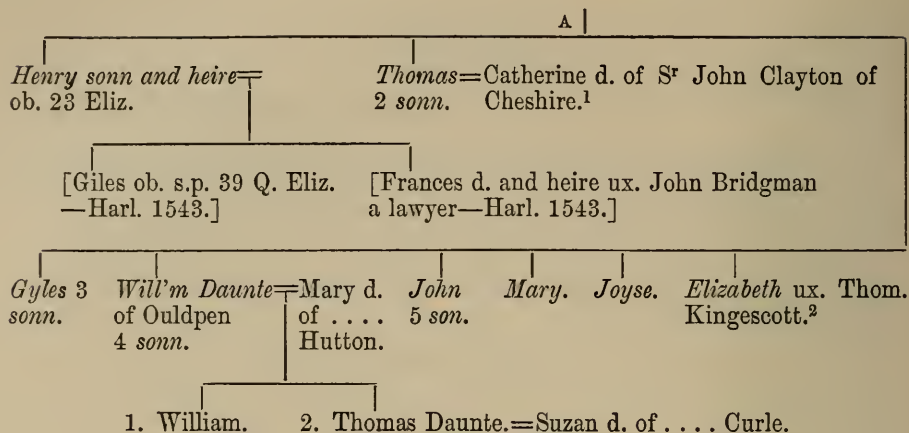 A
Henry sonn and heire= Thomas=Catherine d. of Sʳ John Clayton of
ob. 23 Eliz. 2 sonn. Cheshire.¹
[Giles ob. s.p. 39 Q. Eliz. [Frances d. and heire ux. John Bridgman
—Harl. 1543.] a lawyer—Harl. 1543.]
Gyles 3 Will'm Daunte=Mary d. John Mary. Joyse. Elizabeth ux. Thom.
sonn. of Ouldpen of . . . . 5 son. Kingescott.²
4 sonn. Hutton.
1. William. 2. Thomas Daunte.=Suzan d. of . . . . Curle.